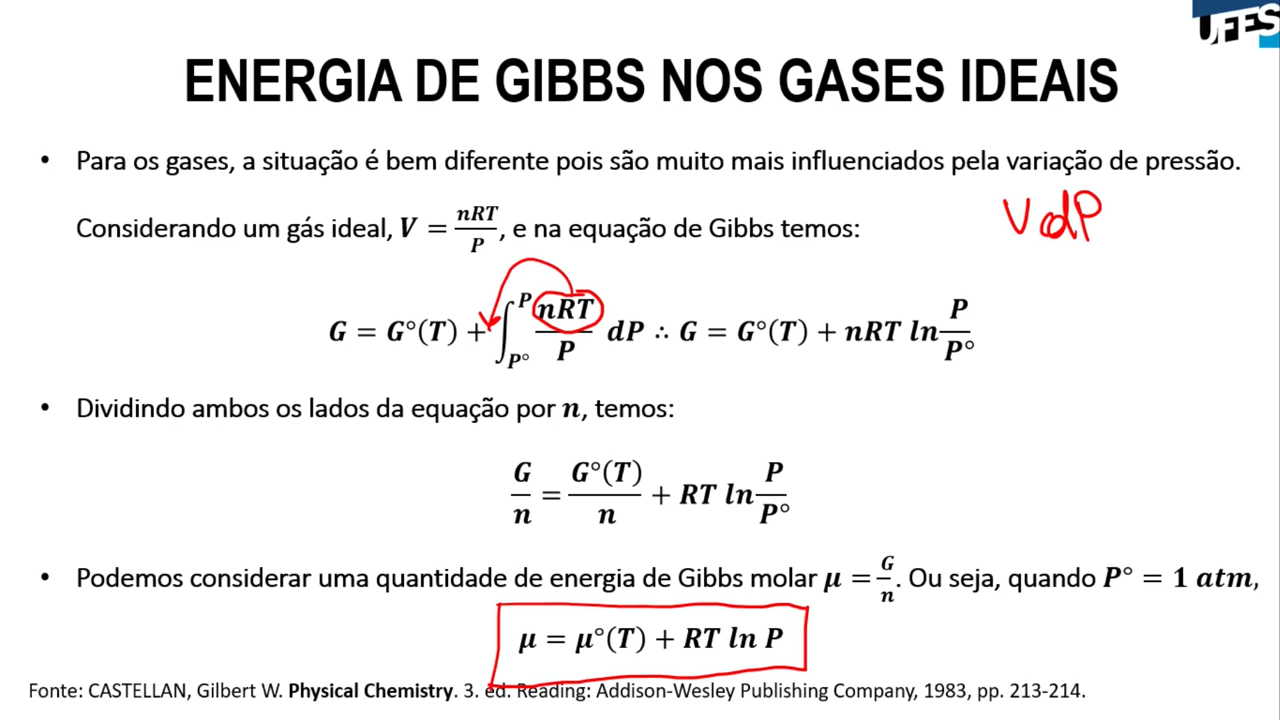 UFES
ENERGIA DE GIBBS NOS GASES IDEAIS
• Para os gases, a situação é bem diferente pois são muito mais influenciados pela variação de pressão.
Considerando um gás ideal, V = nRT/P, e na equação de Gibbs temos:
VdP
G = G°(T) + ∫_{P°}^{P} nRT/P dP ∴ G = G°(T) + nRT ln P/P°
• Dividindo ambos os lados da equação por n, temos:
G/n = G°(T)/n + RT ln P/P°
• Podemos considerar uma quantidade de energia de Gibbs molar μ = G/n. Ou seja, quando P° = 1 atm,
μ = μ°(T) + RT ln P
Fonte: CASTELLAN, Gilbert W. Physical Chemistry. 3. ed. Reading: Addison-Wesley Publishing Company, 1983, pp. 213-214.